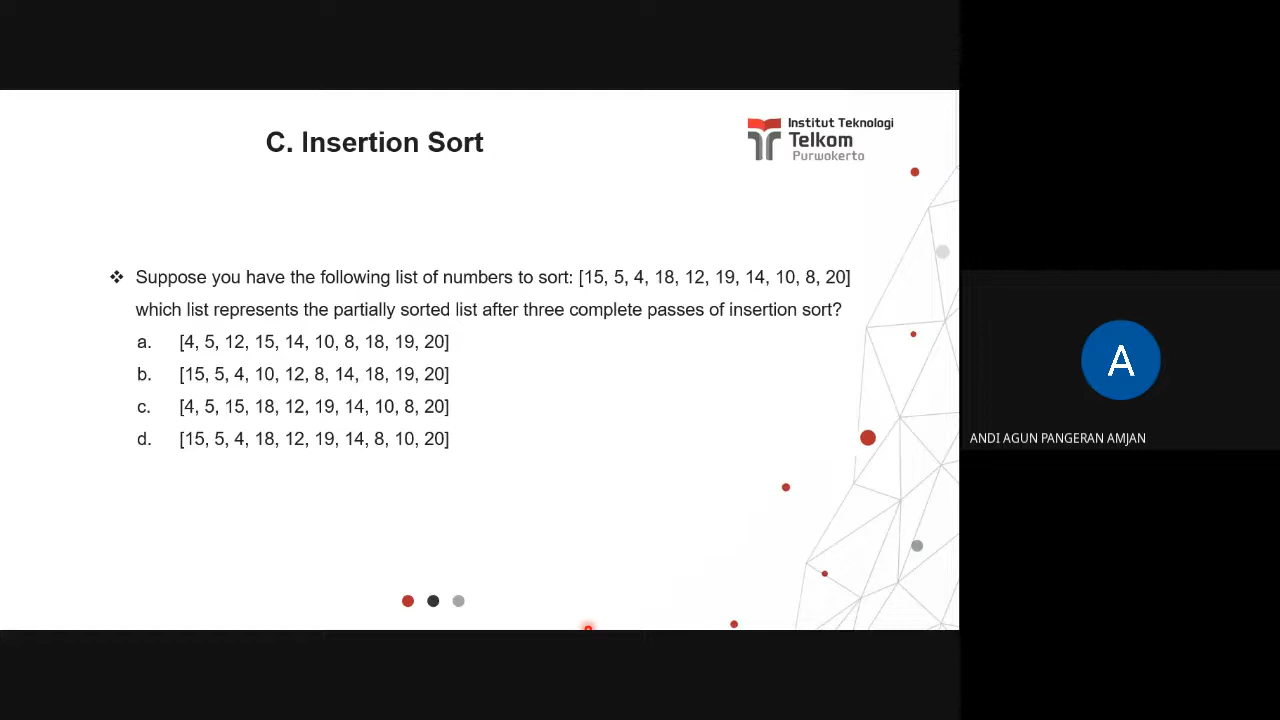 C. Insertion Sort
Institut Teknologi
Telkom
Purwokerto
❖ Suppose you have the following list of numbers to sort: [15, 5, 4, 18, 12, 19, 14, 10, 8, 20]
which list represents the partially sorted list after three complete passes of insertion sort?
a. [4, 5, 12, 15, 14, 10, 8, 18, 19, 20]
b. [15, 5, 4, 10, 12, 8, 14, 18, 19, 20]
c. [4, 5, 15, 18, 12, 19, 14, 10, 8, 20]
d. [15, 5, 4, 18, 12, 19, 14, 8, 10, 20]
A
ANDI AGUN PANGERAN AMJAN